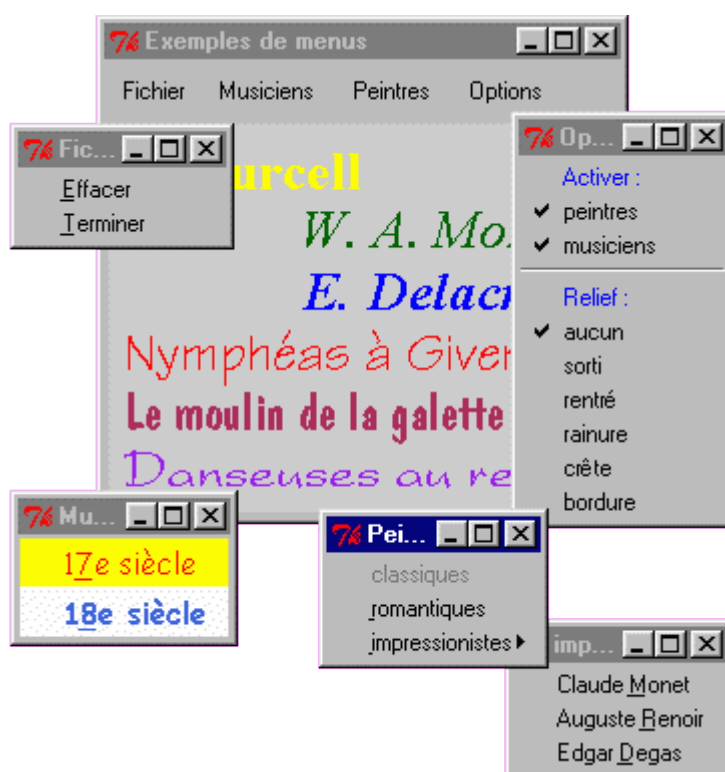 Exemples de menus
Fichier Musiciens Peintres Options
Fic...
Effacer
Terminer
Op...
Activer :
peintres
musiciens
Relief :
aucun
sorti
rentré
rainure
crête
bordure
urcell
W. A. Mo
E. Delac
Nymphéas à Giver
Le moulin de la galette
Danseuses au re
Mu...
17e siècle
18e siècle
Pei...
classiques
romantiques
impressionistes
imp...
Claude Monet
Auguste Renoir
Edgar Degas